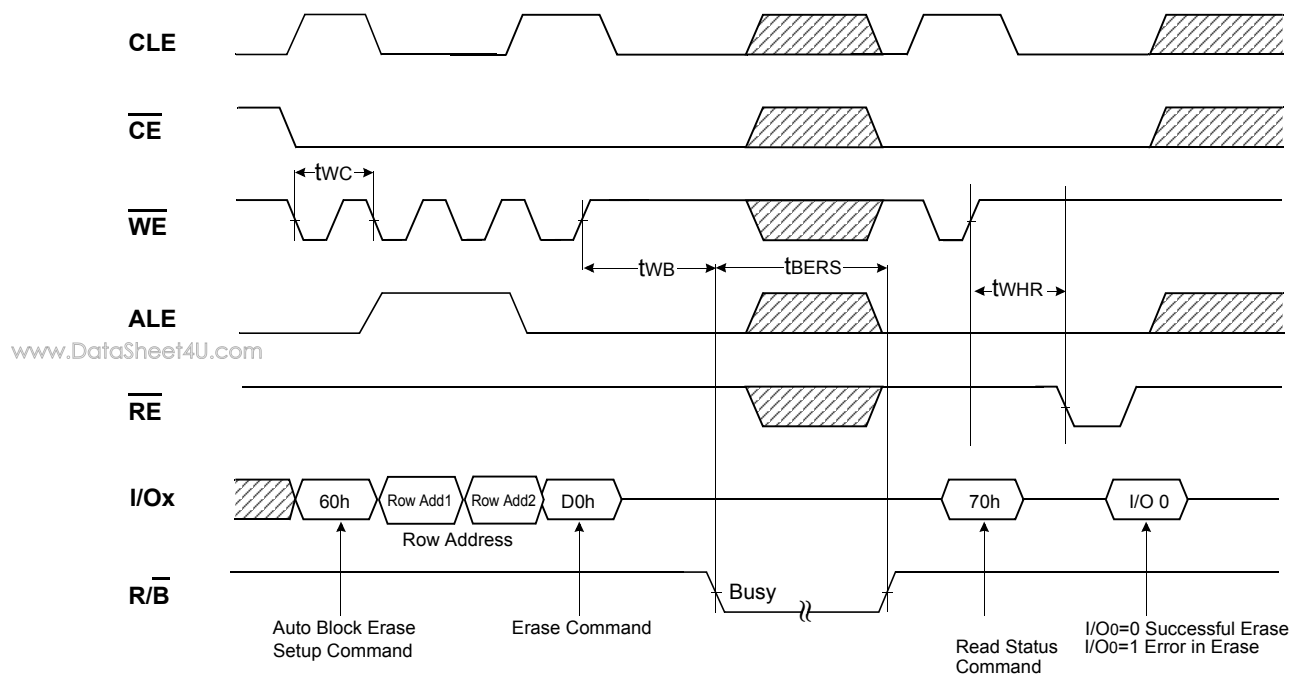 CLE
CE
tWC
WE
tWB
tBERS
tWHR
ALE
www.DataSheet4U.com
RE
I/Ox
60h
Row Add1
Row Add2
D0h
70h
I/O 0
Row Address
R/B
Busy
Auto Block Erase
Setup Command
Erase Command
Read Status
Command
I/O0=0 Successful Erase
I/O0=1 Error in Erase